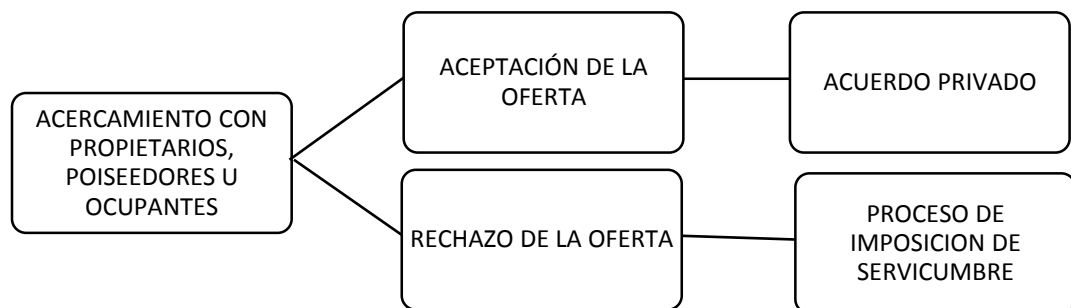 ACERCAMIENTO CON
PROPIETARIOS,
POISEEDORES U
OCUPANTES
ACEPTACIÓN DE LA
OFERTA
ACUERDO PRIVADO
RECHAZO DE LA OFERTA
PROCESO DE
IMPOSICION DE
SERVICUMBRE